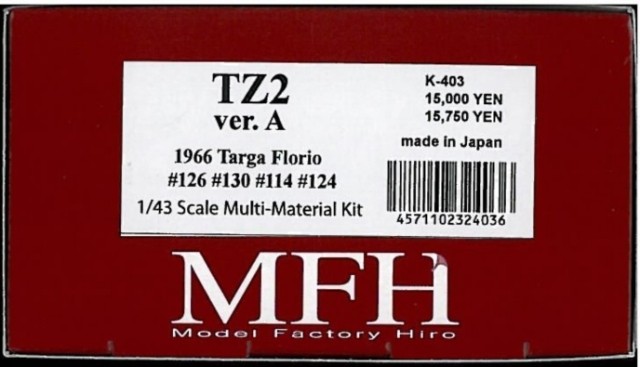 TZ2
ver. A
1966 Targa Florio
#126 #130 #114 #124
1/43 Scale Multi-Material Kit
K-403
15,000 YEN
15,750 YEN
made in Japan
4571102324036
MFH
Model Factory Hiro